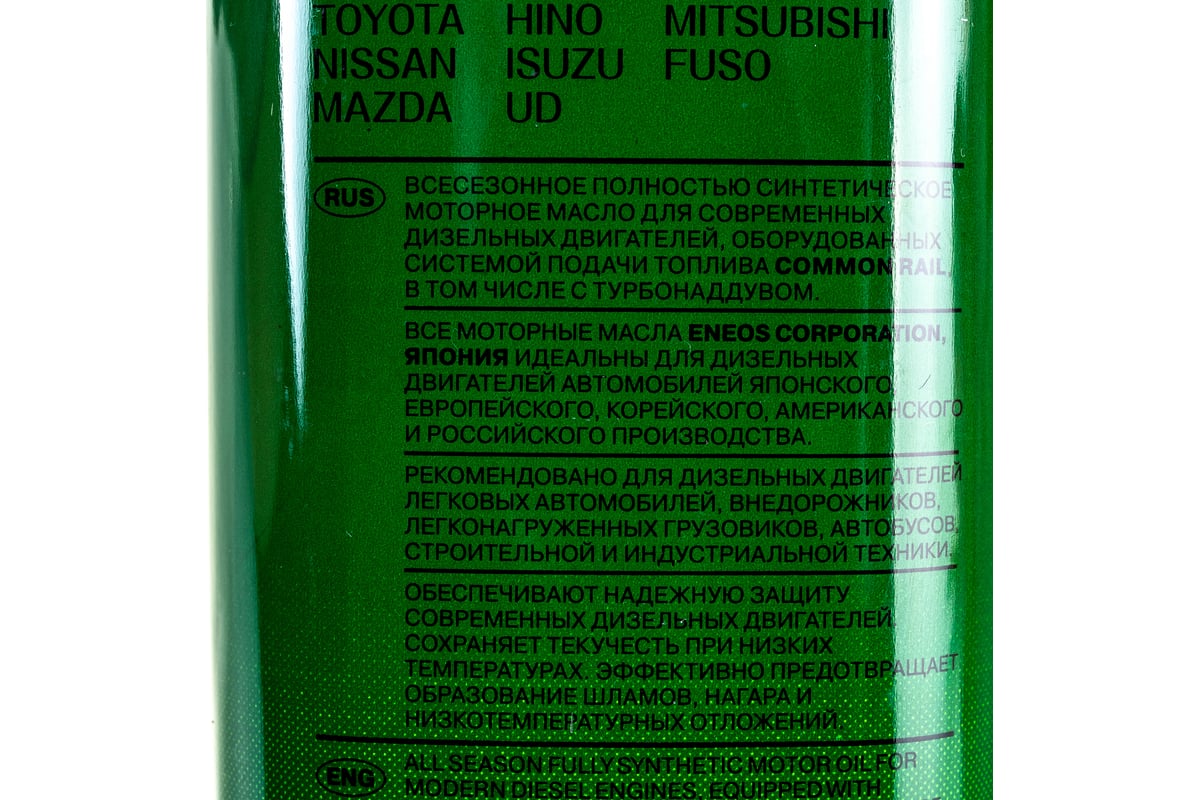 TOYOTA HINO MITSUBISHI
NISSAN ISUZU FUSO
MAZDA UD
RUS
ВСЕСЕЗОННОЕ ПОЛНОСТЬЮ СИНТЕТИЧЕСКОЕ
МОТОРНОЕ МАСЛО ДЛЯ СОВРЕМЕННЫХ
ДИЗЕЛЬНЫХ ДВИГАТЕЛЕЙ, ОБОРУДОВАННЫХ
СИСТЕМОЙ ПОДАЧИ ТОПЛИВА COMMON RAIL,
В ТОМ ЧИСЛЕ С ТУРБОНАДДУВОМ.
ВСЕ МОТОРНЫЕ МАСЛА ENEOS CORPORATION,
ЯПОНИЯ ИДЕАЛЬНЫ ДЛЯ ДИЗЕЛЬНЫХ
ДВИГАТЕЛЕЙ АВТОМОБИЛЕЙ ЯПОНСКОГО,
ЕВРОПЕЙСКОГО, КОРЕЙСКОГО, АМЕРИКАНСКОГО
И РОССИЙСКОГО ПРОИЗВОДСТВА.
РЕКОМЕНДОВАНО ДЛЯ ДИЗЕЛЬНЫХ ДВИГАТЕЛЕЙ
ЛЕГКОВЫХ АВТОМОБИЛЕЙ, ВНЕДОРОЖНИКОВ,
ЛЕГКОНАГРУЖЕННЫХ ГРУЗОВИКОВ, АВТОБУСОВ,
СТРОИТЕЛЬНОЙ И ИНДУСТРИАЛЬНОЙ ТЕХНИКИ.
ОБЕСПЕЧИВАЮТ НАДЕЖНУЮ ЗАЩИТУ
СОВРЕМЕННЫХ ДИЗЕЛЬНЫХ ДВИГАТЕЛЕЙ.
СОХРАНЯЕТ ТЕКУЧЕСТЬ ПРИ НИЗКИХ
ТЕМПЕРАТУРАХ. ЭФФЕКТИВНО ПРЕДОТВРАЩАЕТ
ОБРАЗОВАНИЕ ШЛАМОВ, НАГАРА И
НИЗКОТЕМПЕРАТУРНЫХ ОТЛОЖЕНИЙ.
ENG
ALL SEASON FULLY SYNTHETIC MOTOR OIL FOR
MODERN DIESEL ENGINES, EQUIPPED WITH